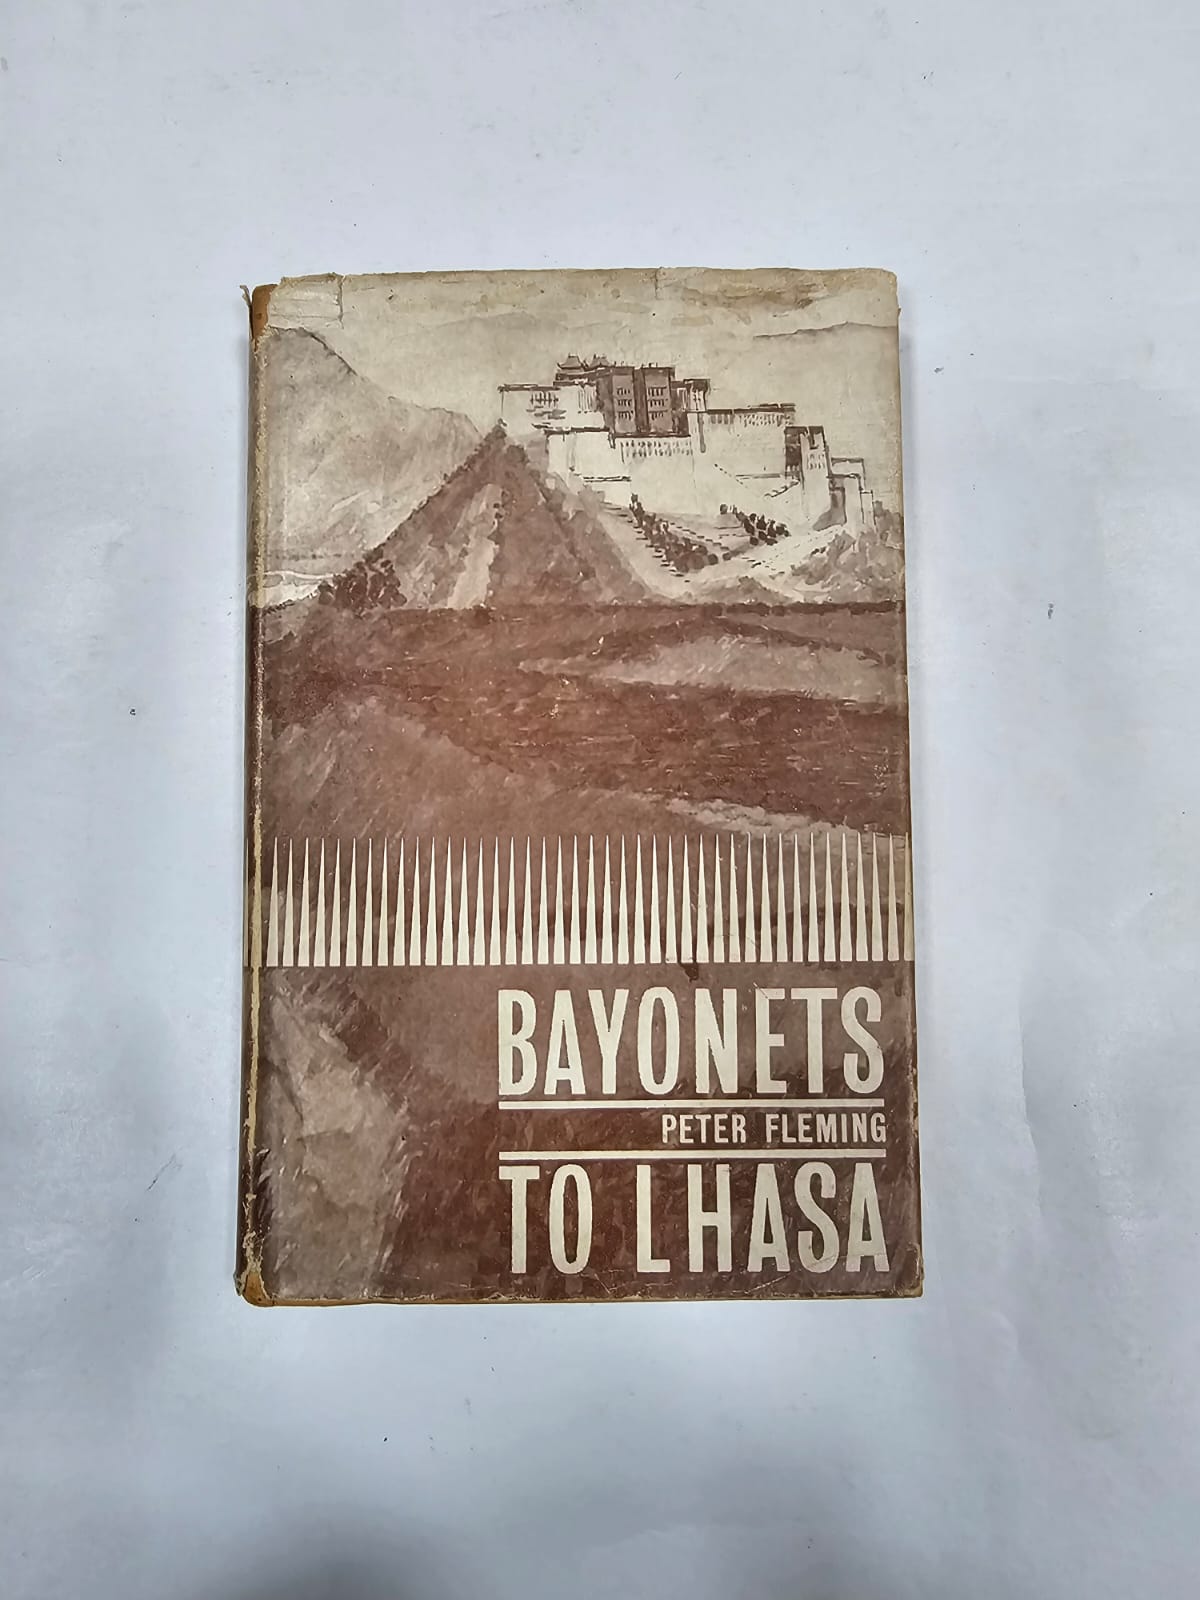 BAYONETS
PETER FLEMING
TO LHASA